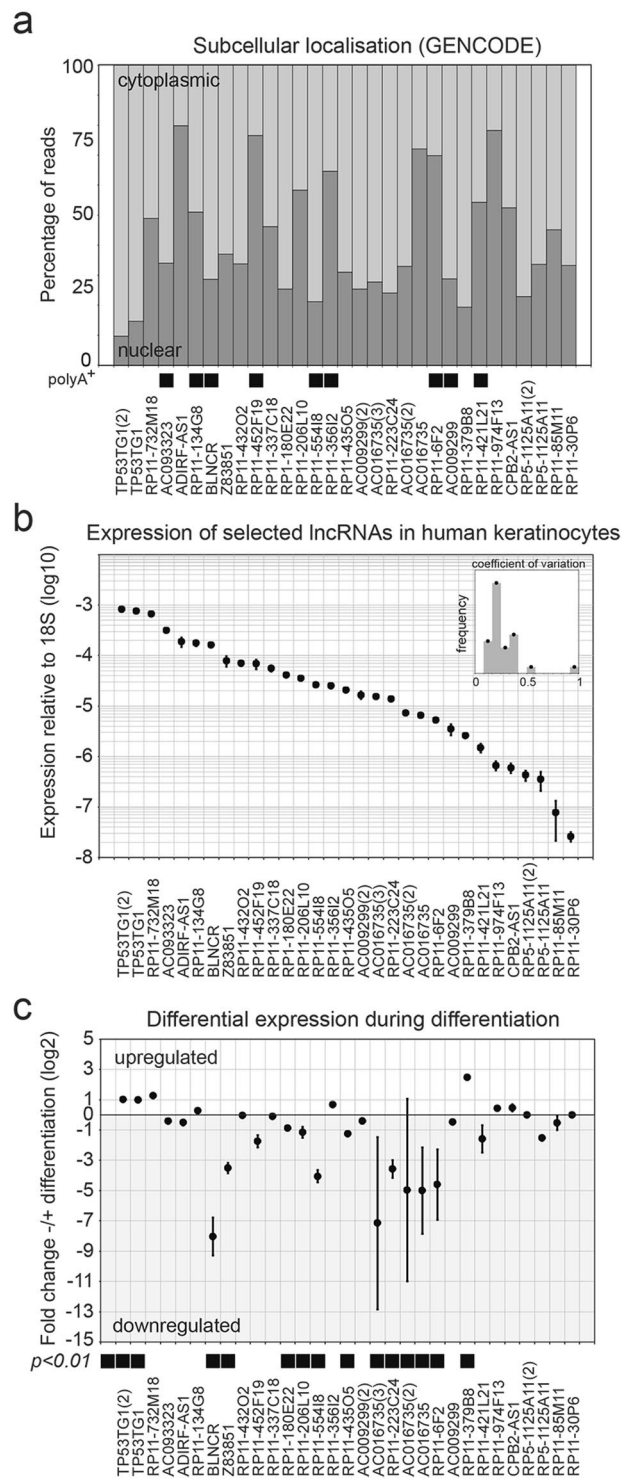 a
Subcellular localisation (GENCODE)
Percentage of reads
100
75
50
25
0
cytoplasmic
nuclear
polyA+
TP53TG1(2)
TP53TG1
RP11-732M18
AC093323
ADIRF-AS1
RP11-134G8
BLNCR
Z83851
RP11-432O2
RP11-452F19
RP11-337C18
RP1-180E22
RP11-206L10
RP11-554I8
RP11-356I2
RP11-435O5
AC009299(2)
AC016735(3)
RP11-223C24
AC016735(2)
AC016735
RP11-6F2
AC009299
RP11-379B8
RP11-421L21
RP11-974F13
CPB2-AS1
RP5-1125A11(2)
RP5-1125A11
RP11-85M11
RP11-30P6
b
Expression of selected lncRNAs in human keratinocytes
Expression relative to 18S (log10)
-3
-4
-5
-6
-7
-8
coefficient of variation
frequency
0 0.5 1
TP53TG1(2)
TP53TG1
RP11-732M18
AC093323
ADIRF-AS1
RP11-134G8
BLNCR
Z83851
RP11-432O2
RP11-452F19
RP11-337C18
RP1-180E22
RP11-206L10
RP11-554I8
RP11-356I2
RP11-435O5
AC009299(2)
AC016735(3)
RP11-223C24
AC016735(2)
AC016735
RP11-6F2
AC009299
RP11-379B8
RP11-421L21
RP11-974F13
CPB2-AS1
RP5-1125A11(2)
RP5-1125A11
RP11-85M11
RP11-30P6
c
Differential expression during differentiation
Fold change -/+ differentiation (log2)
5
3
1
0
-1
-3
-5
-7
-9
-11
-13
-15
upregulated
downregulated
p<0.01
TP53TG1(2)
TP53TG1
RP11-732M18
AC093323
ADIRF-AS1
RP11-134G8
BLNCR
Z83851
RP11-432O2
RP11-452F19
RP11-337C18
RP1-180E22
RP11-206L10
RP11-554I8
RP11-356I2
RP11-435O5
AC009299(2)
AC016735(3)
RP11-223C24
AC016735(2)
AC016735
RP11-6F2
AC009299
RP11-379B8
RP11-421L21
RP11-974F13
CPB2-AS1
RP5-1125A11(2)
RP5-1125A11
RP11-85M11
RP11-30P6